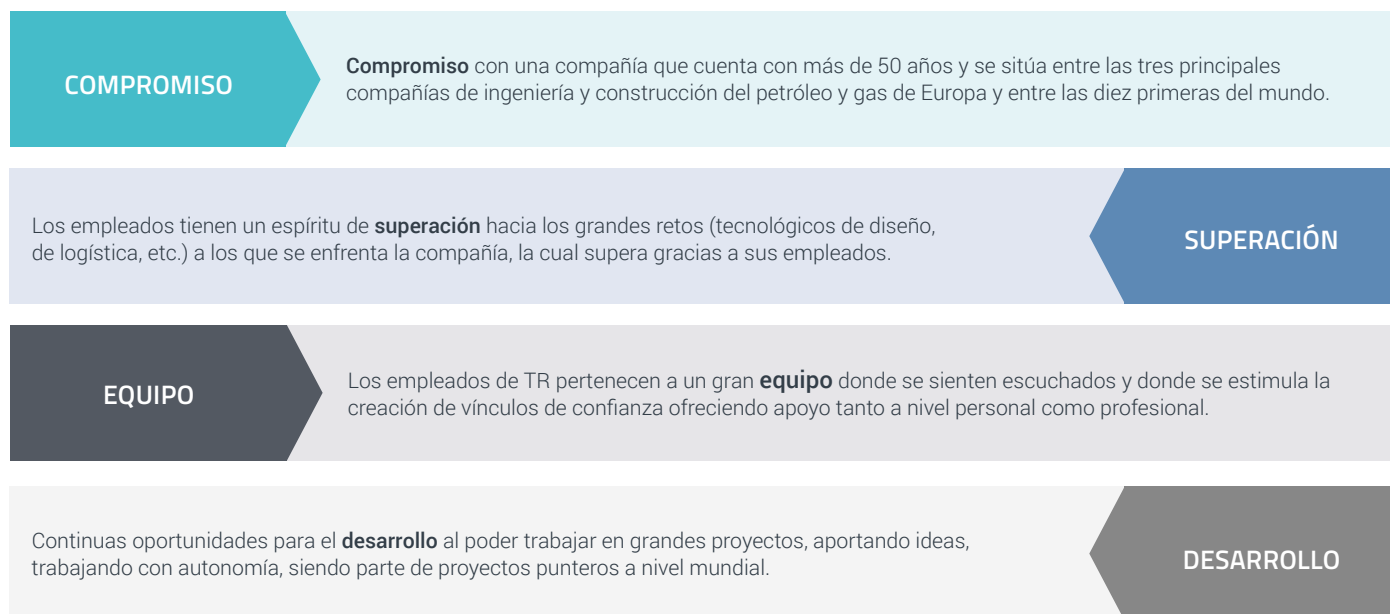 COMPROMISO
Compromiso con una compañía que cuenta con más de 50 años y se sitúa entre las tres principales
compañías de ingeniería y construcción del petróleo y gas de Europa y entre las diez primeras del mundo.
Los empleados tienen un espíritu de superación hacia los grandes retos (tecnológicos de diseño,
de logística, etc.) a los que se enfrenta la compañía, la cual supera gracias a sus empleados.
SUPERACIÓN
EQUIPO
Los empleados de TR pertenecen a un gran equipo donde se sienten escuchados y donde se estimula la
creación de vínculos de confianza ofreciendo apoyo tanto a nivel personal como profesional.
Continuas oportunidades para el desarrollo al poder trabajar en grandes proyectos, aportando ideas,
trabajando con autonomía, siendo parte de proyectos punteros a nivel mundial.
DESARROLLO